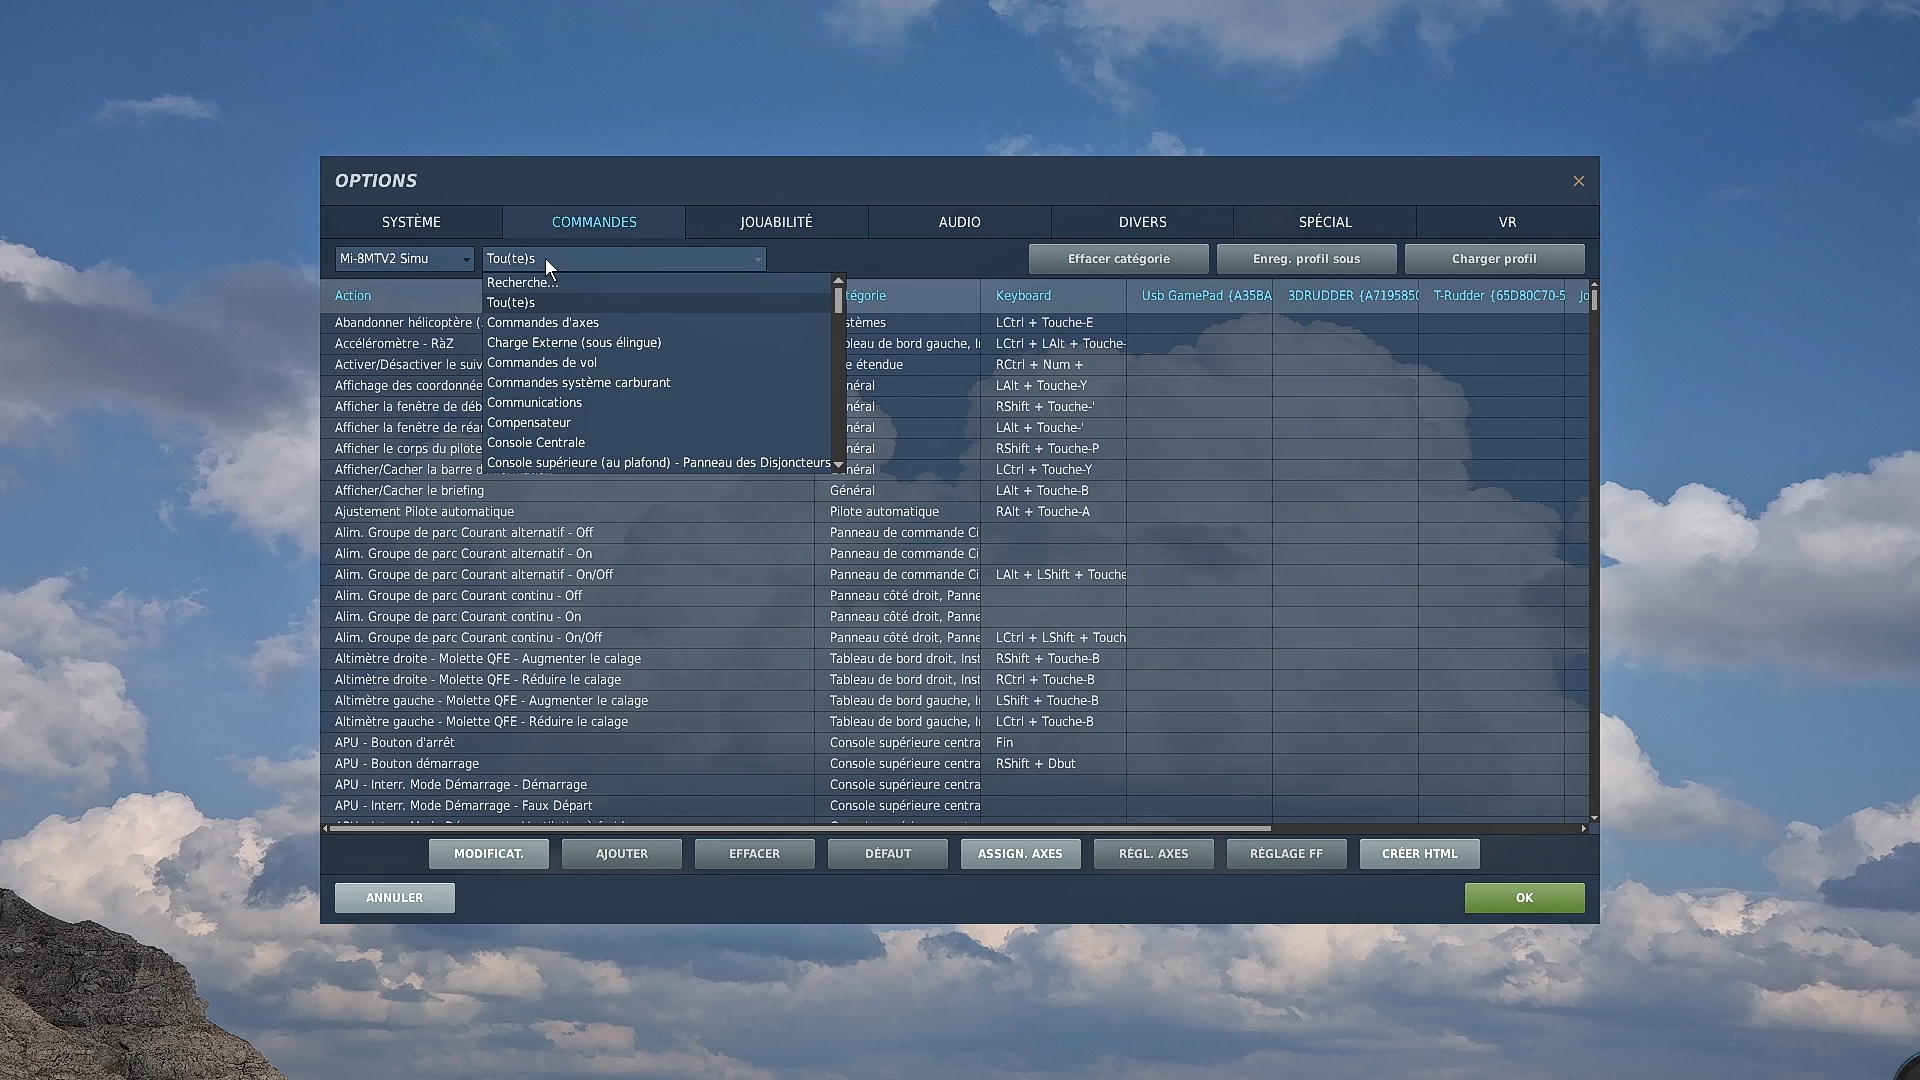 OPTIONS
SYSTÈME COMMANDES JOUABILITÉ AUDIO DIVERS SPÉCIAL VR
Mi-8MTV2 Simu Tou(te)s Effacer catégorie Enreg. profil sous Charger profil
Recherche...
Tou(te)s
Commandes d'axes
Charge Externe (sous élingue)
Commandes de vol
Commandes système carburant
Communications
Compensateur
Console Centrale
Console supérieure (au plafond) - Panneau des Disjoncteurs
Action tégorie Keyboard Usb GamePad {A35BA 3DRUDDER {A7195850 T-Rudder {65D80C70-5 Jo
Abandonner hélicoptère ( stèmes LCtrl + Touche-E
Accéléromètre - RàZ bleau de bord gauche, I LCtrl + LAlt + Touche-
Activer/Désactiver le suiv e étendue RCtrl + Num +
Affichage des coordonnée néral LAlt + Touche-Y
Afficher la fenêtre de déb néral RShift + Touche-'
Afficher la fenêtre de réa néral LAlt + Touche-'
Afficher le corps du pilote néral RShift + Touche-P
Afficher/Cacher la barre d néral LCtrl + Touche-Y
Afficher/Cacher le briefing Général LAlt + Touche-B
Ajustement Pilote automatique Pilote automatique RAlt + Touche-A
Alim. Groupe de parc Courant alternatif - Off Panneau de commande Ci
Alim. Groupe de parc Courant alternatif - On Panneau de commande Ci
Alim. Groupe de parc Courant alternatif - On/Off Panneau de commande Ci LAlt + LShift + Touche
Alim. Groupe de parc Courant continu - Off Panneau côté droit, Panne
Alim. Groupe de parc Courant continu - On Panneau côté droit, Panne
Alim. Groupe de parc Courant continu - On/Off Panneau côté droit, Panne LCtrl + LShift + Touch
Altimètre droite - Molette QFE - Augmenter le calage Tableau de bord droit, Inst RShift + Touche-B
Altimètre droite - Molette QFE - Réduire le calage Tableau de bord droit, Inst RCtrl + Touche-B
Altimètre gauche - Molette QFE - Augmenter le calage Tableau de bord gauche, I LShift + Touche-B
Altimètre gauche - Molette QFE - Réduire le calage Tableau de bord gauche, I LCtrl + Touche-B
APU - Bouton d'arrêt Console supérieure centra Fin
APU - Bouton démarrage Console supérieure centra RShift + Dbut
APU - Interr. Mode Démarrage - Démarrage Console supérieure centra
APU - Interr. Mode Démarrage - Faux Départ Console supérieure centra
MODIFICAT. AJOUTER EFFACER DÉFAUT ASSIGN. AXES RÉGL. AXES RÉGLAGE FF CRÉER HTML
ANNULER OK